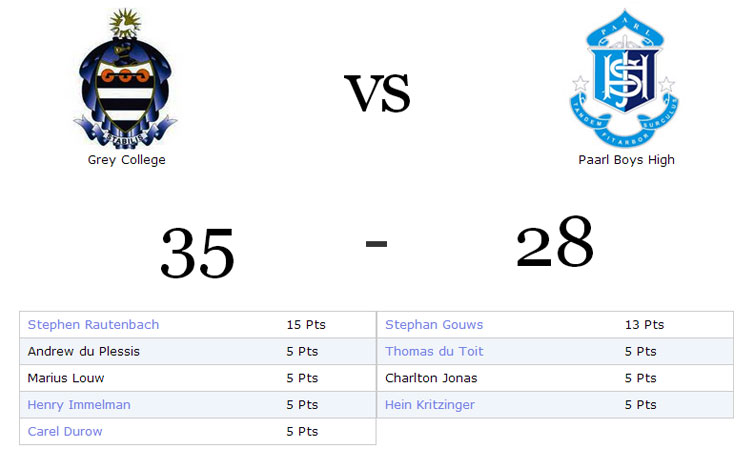 PAARL
vs
HJS
STABILIS
TANDEM FIT ARBOR SURCULUS
Grey College
Paarl Boys High
35 - 28
Stephen Rautenbach 15 Pts Stephan Gouws 13 Pts
Andrew du Plessis 5 Pts Thomas du Toit 5 Pts
Marius Louw 5 Pts Charlton Jonas 5 Pts
Henry Immelman 5 Pts Hein Kritzinger 5 Pts
Carel Durow 5 Pts